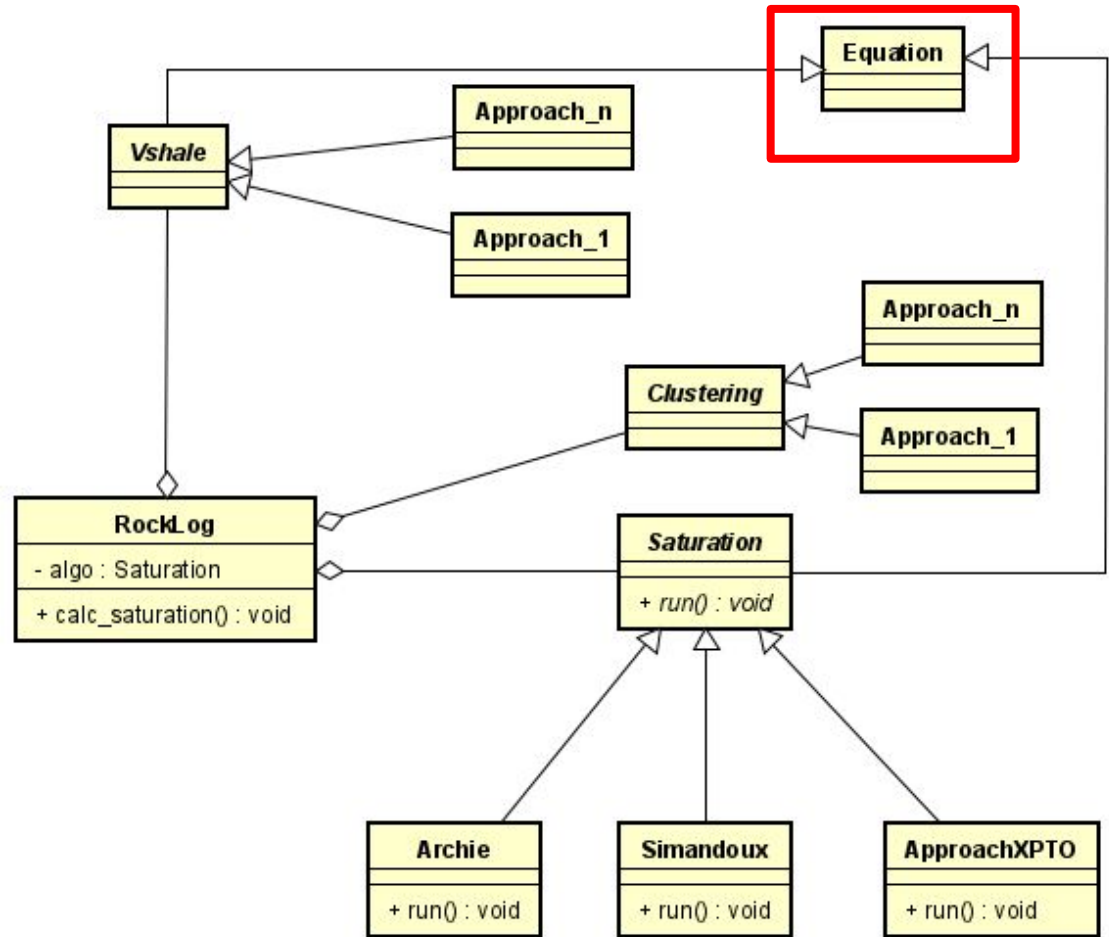 Equation
Approach_n
Vshale
Approach_1
Approach_n
Clustering
Approach_1
RockLog
- algo : Saturation
+ calc_saturation() : void
Saturation
+ run() : void
Archie
+ run() : void
Simandoux
+ run() : void
ApproachXPTO
+ run() : void